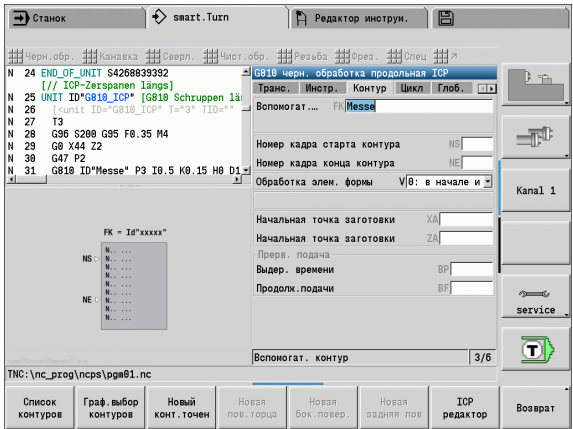 Станок
smart.Turn
Редактор инструм.
Черн.обр. Канавка Сверл. Чист.обр. Резьба Фрез. Спец
N 24 END_OF_UNIT S4268839392
[// ICP-Zerspanen längs]
N 25 UNIT ID"G810_ICP" [G810 Schruppen län
N 26 [<unit ID="G810_ICP" T="3" TID=""
N 27 T3
N 28 G96 S200 G95 F0.35 M4
N 29 G0 X44 Z2
N 30 G47 P2
N 31 G810 ID"Messe" P3 I0.5 K0.15 H0 D1
G810 черн. обработка продольная ICP
Транс. Инстр. Контур Цикл Глоб.
Вспомогат.… FK Messe
Номер кадра старта контура NS
Номер кадра конца контура NE
Обработка элем. формы V 0: в начале и
Начальная точка заготовки XA
Начальная точка заготовки ZA
Прерв. подача
Выдер. времени BP
Продолж.подачи BF
Вспомогат. контур 3/6
FK = Id"xxxxx"
NS
NE
N.. ...
N.. ...
N.. ...
N.. ...
N.. ...
N.. ...
N.. ...
TNC:\nc_prog\ncps\pgm01.nc
Kanal 1
service
T
Список контуров
Граф.выбор контуров
Новый конт.точен
Новая пов.торца
Новая бок.повер.
Новая задняя пов
ICP редактор
Возврат